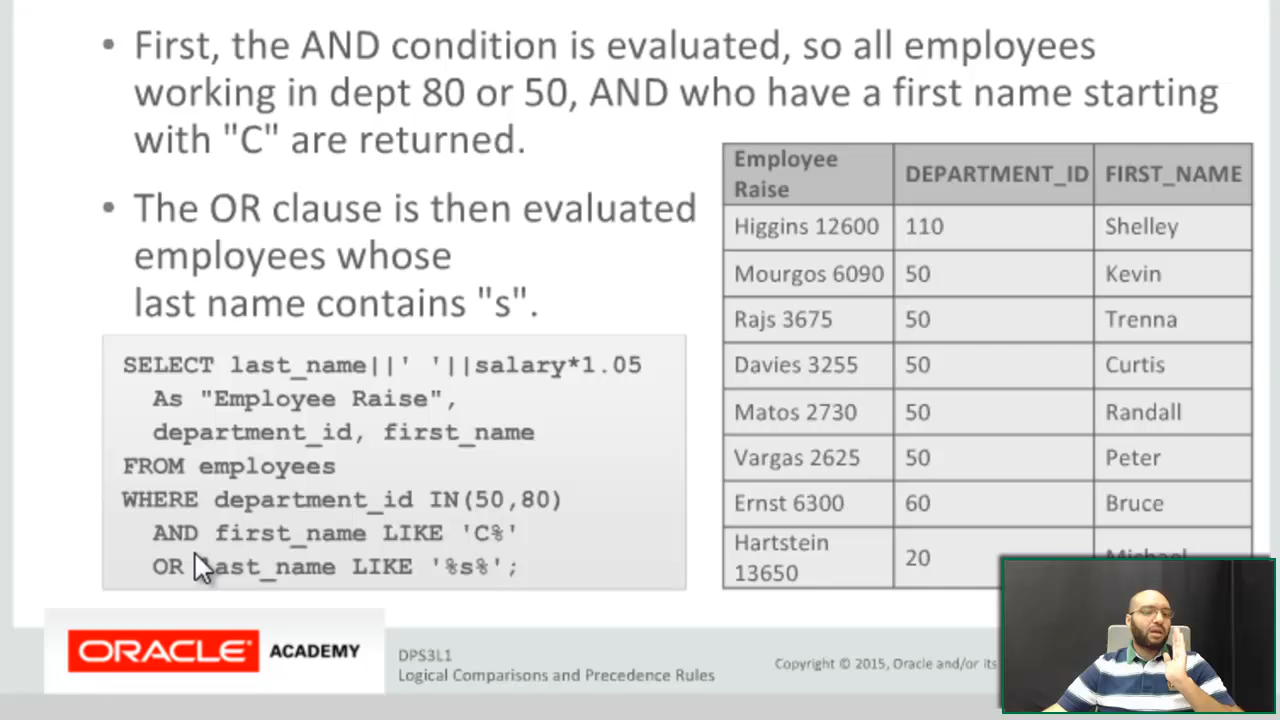 • First, the AND condition is evaluated, so all employees
working in dept 80 or 50, AND who have a first name starting
with "C" are returned.
• The OR clause is then evaluated
employees whose
last name contains "s".
SELECT last_name||' '||salary*1.05
As "Employee Raise",
department_id, first_name
FROM employees
WHERE department_id IN(50,80)
AND first_name LIKE 'C%'
OR last_name LIKE '%s%';
Employee
Raise
DEPARTMENT_ID
FIRST_NAME
Higgins 12600 110 Shelley
Mourgos 6090 50 Kevin
Rajs 3675 50 Trenna
Davies 3255 50 Curtis
Matos 2730 50 Randall
Vargas 2625 50 Peter
Ernst 6300 60 Bruce
Hartstein
13650
20
Michael
ORACLE ACADEMY
DPS3L1
Logical Comparisons and Precedence Rules
Copyright © 2015, Oracle and/or its